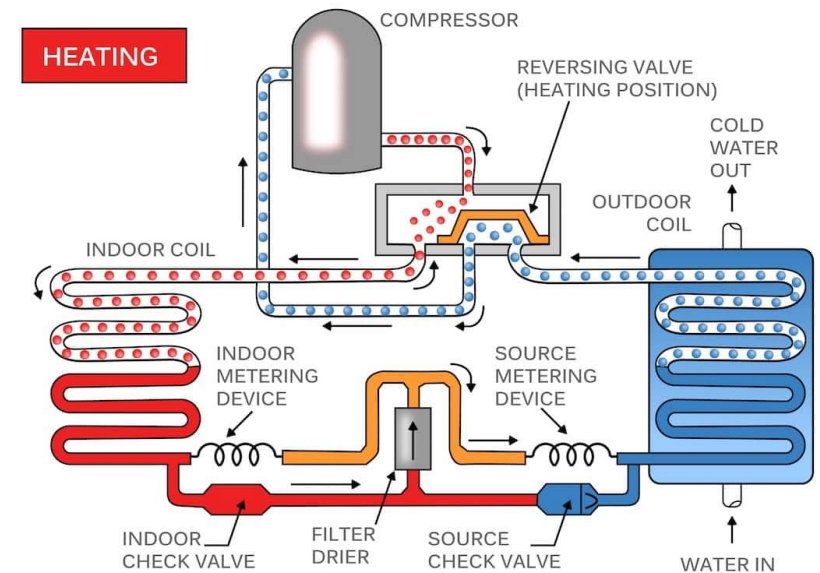 COMPRESSOR
HEATING
REVERSING VALVE
(HEATING POSITION)
COLD
WATER
OUT
OUTDOOR
COIL
INDOOR COIL
INDOOR
METERING
DEVICE
SOURCE
METERING
DEVICE
INDOOR
CHECK VALVE
FILTER
DRIER
SOURCE
CHECK VALVE
WATER IN